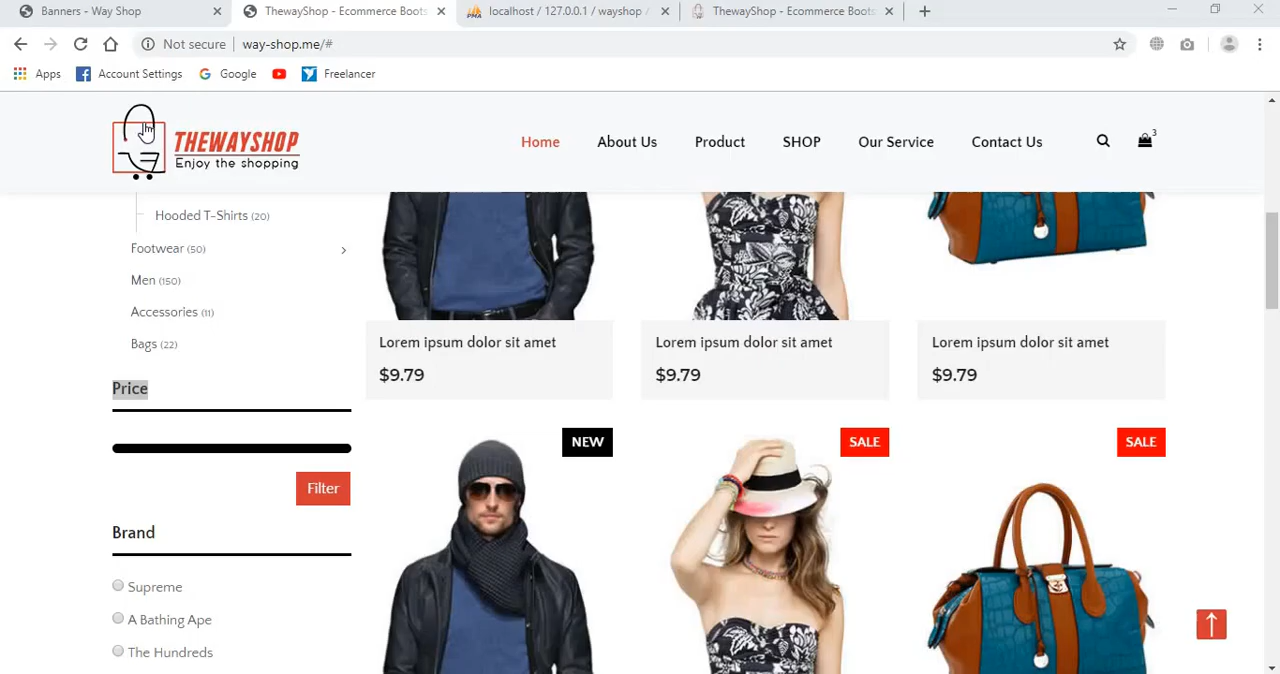 Banners - Way Shop
ThewayShop - Ecommerce Boots
localhost / 127.0.0.1 / wayshop /
ThewayShop - Ecommerce Boots
Not secure
way-shop.me/#
Apps
Account Settings
Google
Freelancer
THEWAYSHOP
Enjoy the shopping
Home
About Us
Product
SHOP
Our Service
Contact Us
3
Hooded T-Shirts (20)
Footwear (50)
Men (150)
Accessories (11)
Bags (22)
Price
Filter
Brand
Supreme
A Bathing Ape
The Hundreds
Lorem ipsum dolor sit amet
$9.79
Lorem ipsum dolor sit amet
$9.79
Lorem ipsum dolor sit amet
$9.79
NEW
SALE
SALE